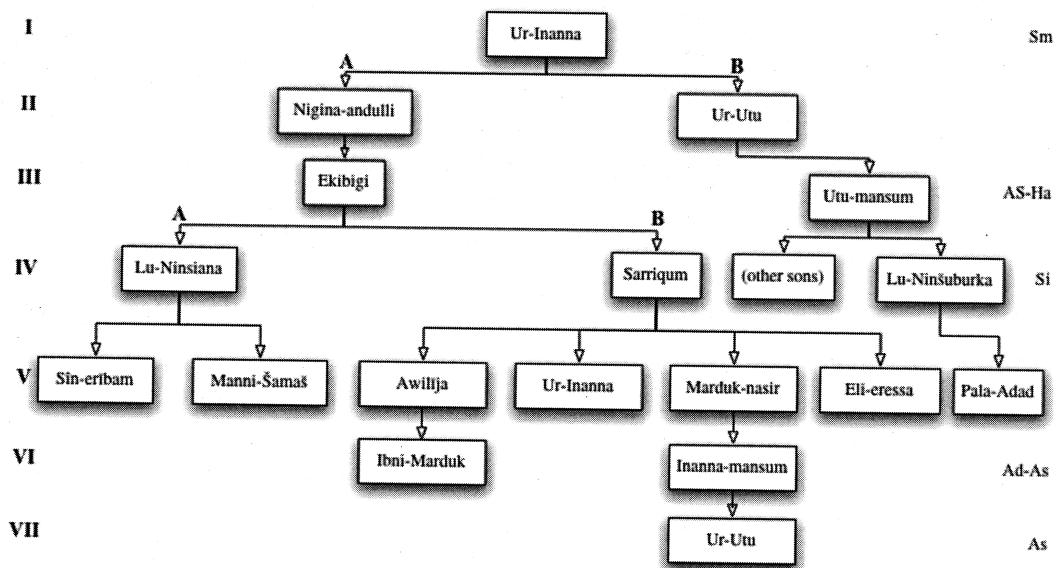 I Ur-Inanna Sm
A B
II Nigina-andulli Ur-Utu
III Ekibigi Utu-mansum AS-Ha
A B
IV Lu-Ninsiana Sarriqum (other sons) Lu-Ninšuburka Si
V Sîn-erībam Manni-Šamaš Awilīja Ur-Inanna Marduk-nasir Eli-eressa Pala-Adad
VI Ibni-Marduk Inanna-mansum Ad-As
VII Ur-Utu As